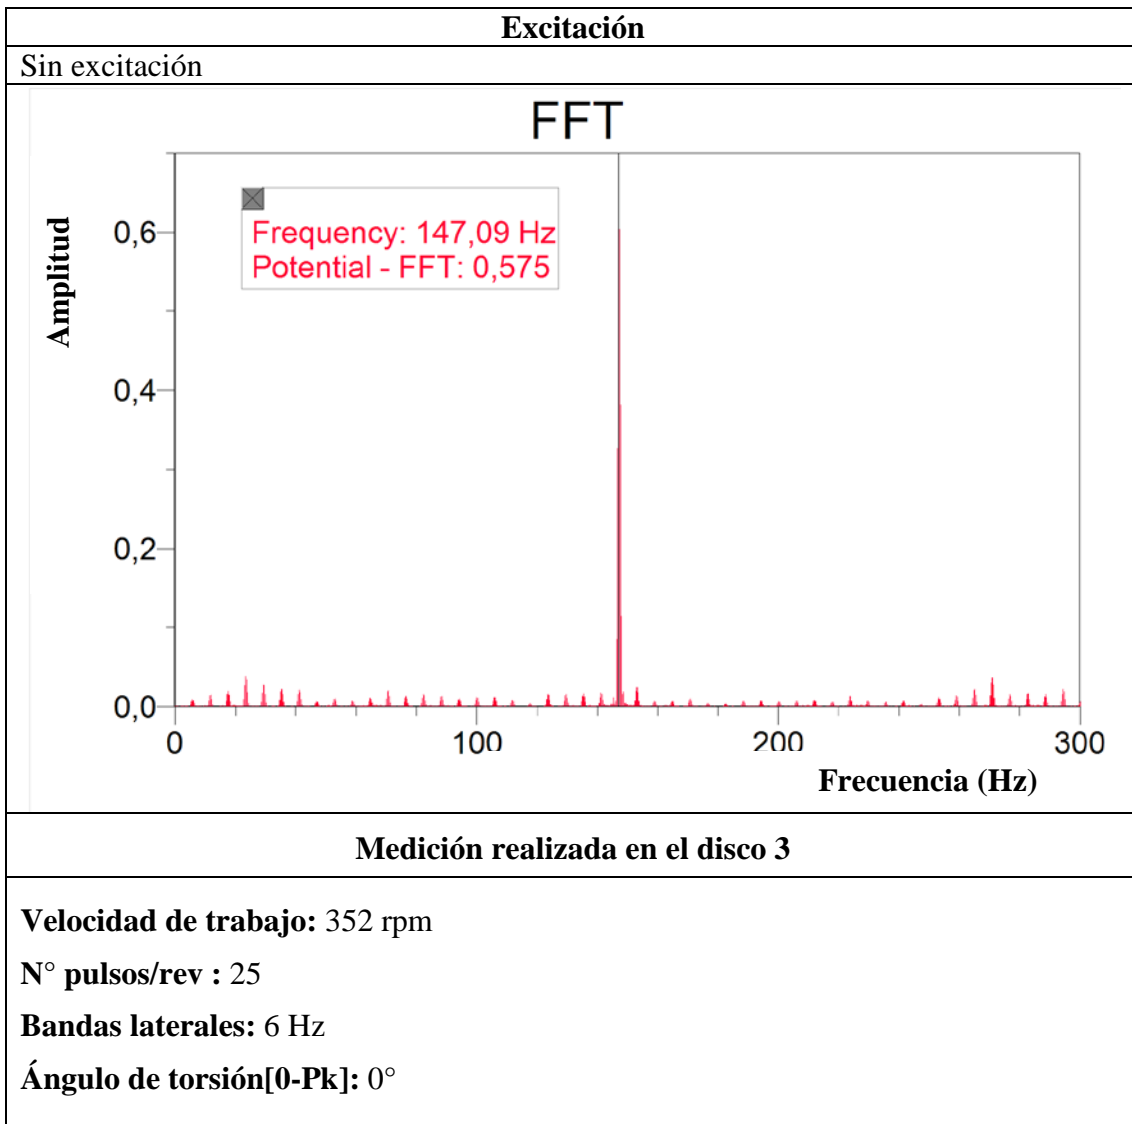 Excitación
Sin excitación
FFT
Amplitud
Frequency: 147,09 Hz
Potential - FFT: 0,575
0,6
0,4
0,2
0,0
0 100 200 300
Frecuencia (Hz)
Medición realizada en el disco 3
Velocidad de trabajo: 352 rpm
N° pulsos/rev : 25
Bandas laterales: 6 Hz
Ángulo de torsión[0-Pk]: 0°